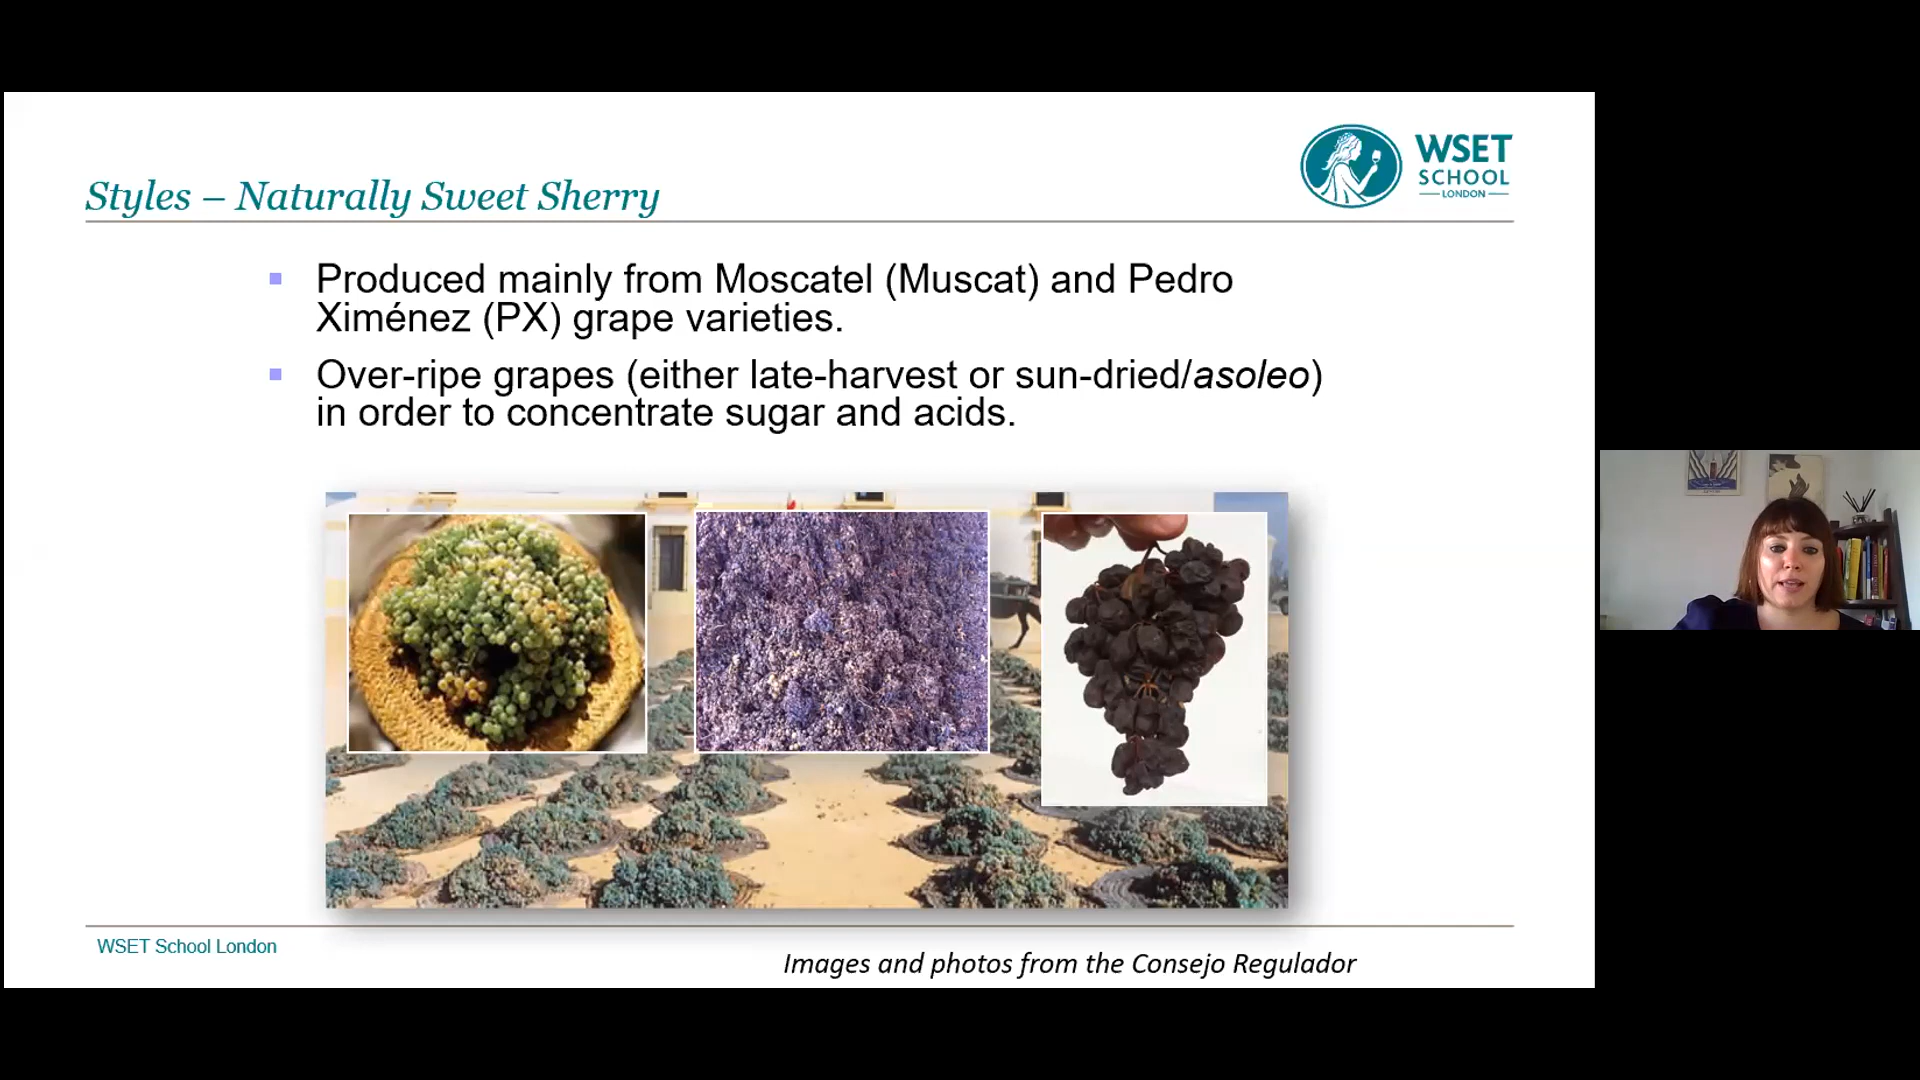 Styles – Naturally Sweet Sherry
WSET
SCHOOL
LONDON
Produced mainly from Moscatel (Muscat) and Pedro
Ximénez (PX) grape varieties.
Over-ripe grapes (either late-harvest or sun-dried/asoleo)
in order to concentrate sugar and acids.
WSET School London
Images and photos from the Consejo Regulador